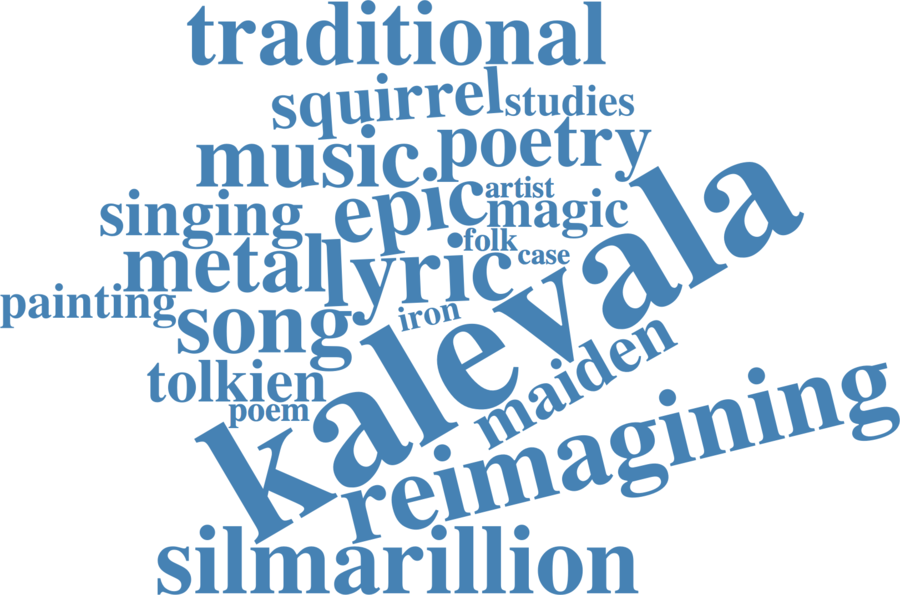 traditional
squirrel
studies
music
poetry
epic
artist
magic
singing
folk
case
metal
lyric
painting
song
iron
kalevala
maiden
tolkien
poem
reimagining
silmarillion